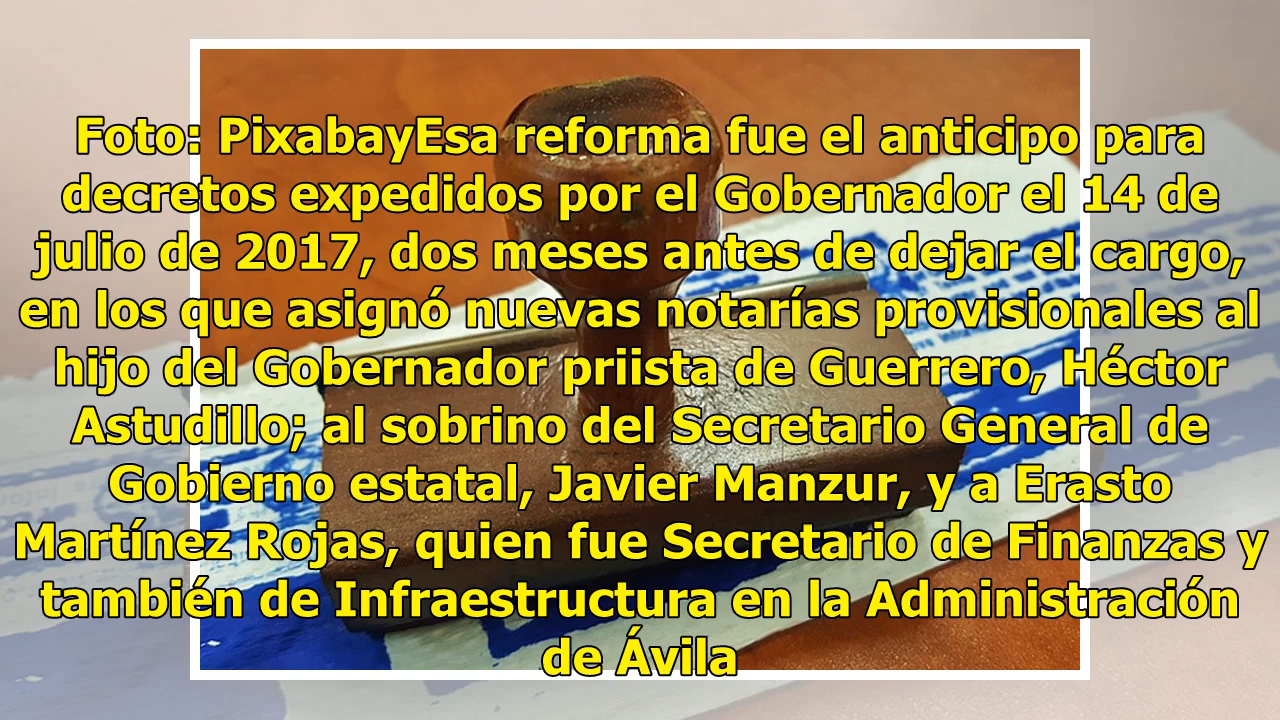 Foto: PixabayEsa reforma fue el anticipo para
decretos expedidos por el Gobernador el 14 de
julio de 2017, dos meses antes de dejar el cargo,
en los que asignó nuevas notarías provisionales al
hijo del Gobernador priista de Guerrero, Héctor
Astudillo; al sobrino del Secretario General de
Gobierno estatal, Javier Manzur, y a Erasto
Martínez Rojas, quien fue Secretario de Finanzas y
también de Infraestructura en la Administración
de Ávila